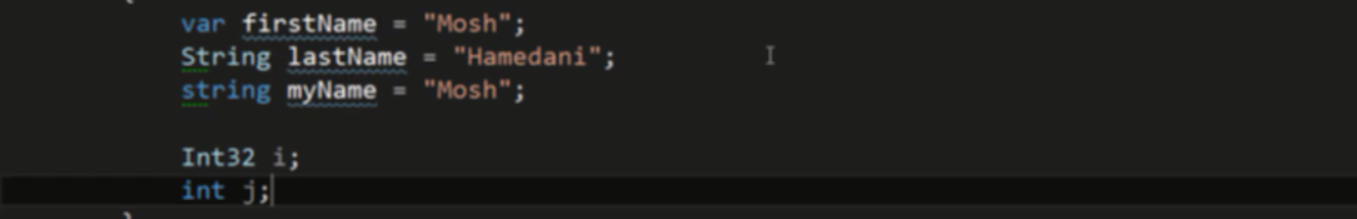 var firstName = "Mosh";
String lastName = "Hamedani";
string myName = "Mosh";
Int32 i;
int j;
}